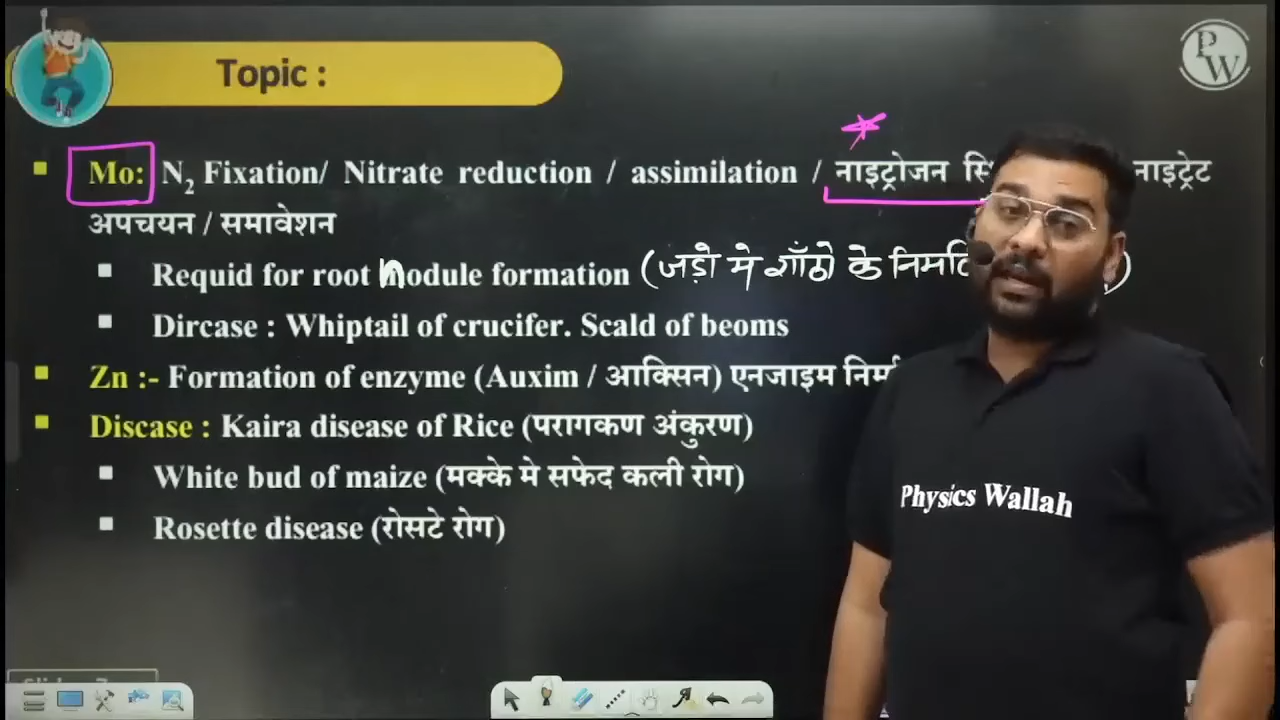 Topic :
PW
Mo: N₂ Fixation/ Nitrate reduction / assimilation / नाइट्रोजन नाइट्रेट
अपचयन / समावेशन
Requid for root nodule formation (जड़ो मे गाँठो के
Dircase : Whiptail of crucifer. Scald of beoms
Zn :- Formation of enzyme (Auxim / आक्सिन) एनजाइम
Discase : Kaira disease of Rice (परागकण अंकुरण)
White bud of maize (मक्के मे सफेद कली रोग)
Rosette disease (रोसटे रोग)
Physics Wallah